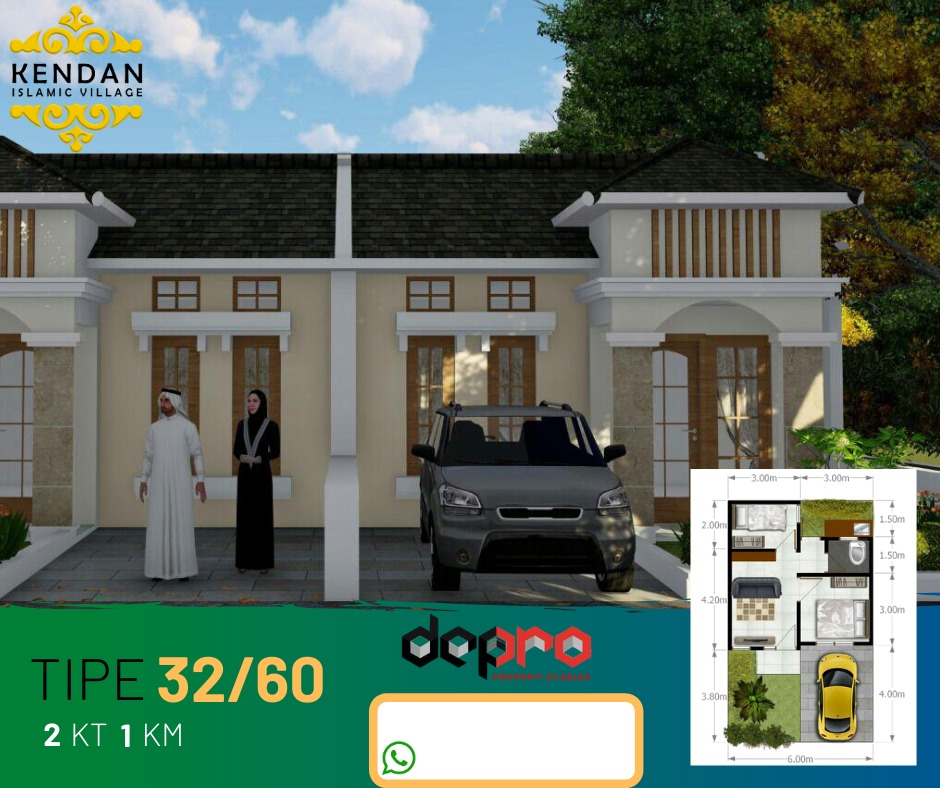 KENDAN
ISLAMIC VILLAGE
3.00m
3.00m
2.00m
4.20m
3.80m
1.50m
1.50m
3.00m
4.00m
6.00m
depro
PROPERTI SYARIAH
TIPE 32/60
2 KT 1 KM